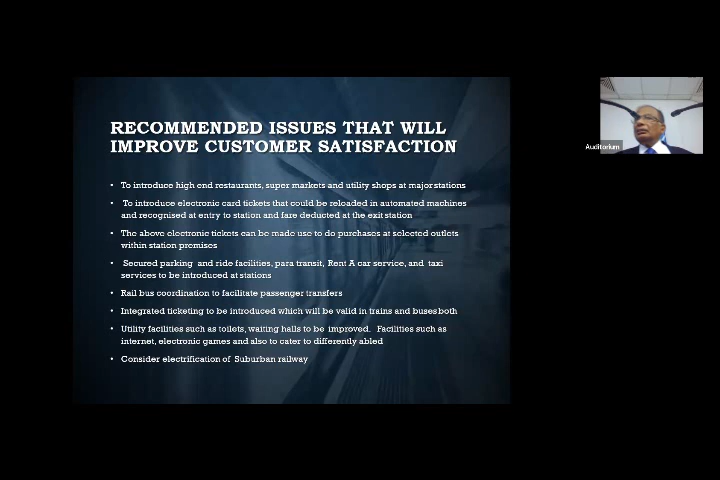 RECOMMENDED ISSUES THAT WILL
IMPROVE CUSTOMER SATISFACTION
• To introduce high end restaurants, super markets and utility shops at major stations
• To introduce electronic card tickets that could be reloaded in automated machines
and recognised at entry to station and fare deducted at the exit station
• The above electronic tickets can be made use to do purchases at selected outlets
within station premises
• Secured parking and ride facilities, para transit, Rent A car service, and taxi
services to be introduced at stations
• Rail bus coordination to facilitate passenger transfers
• Integrated ticketing to be introduced which will be valid in trains and buses both
• Utility facilities such as toilets, waiting halls to be improved. Facilities such as
internet, electronic games and also to cater to differently abled
• Consider electrification of Suburban railway
Auditorium